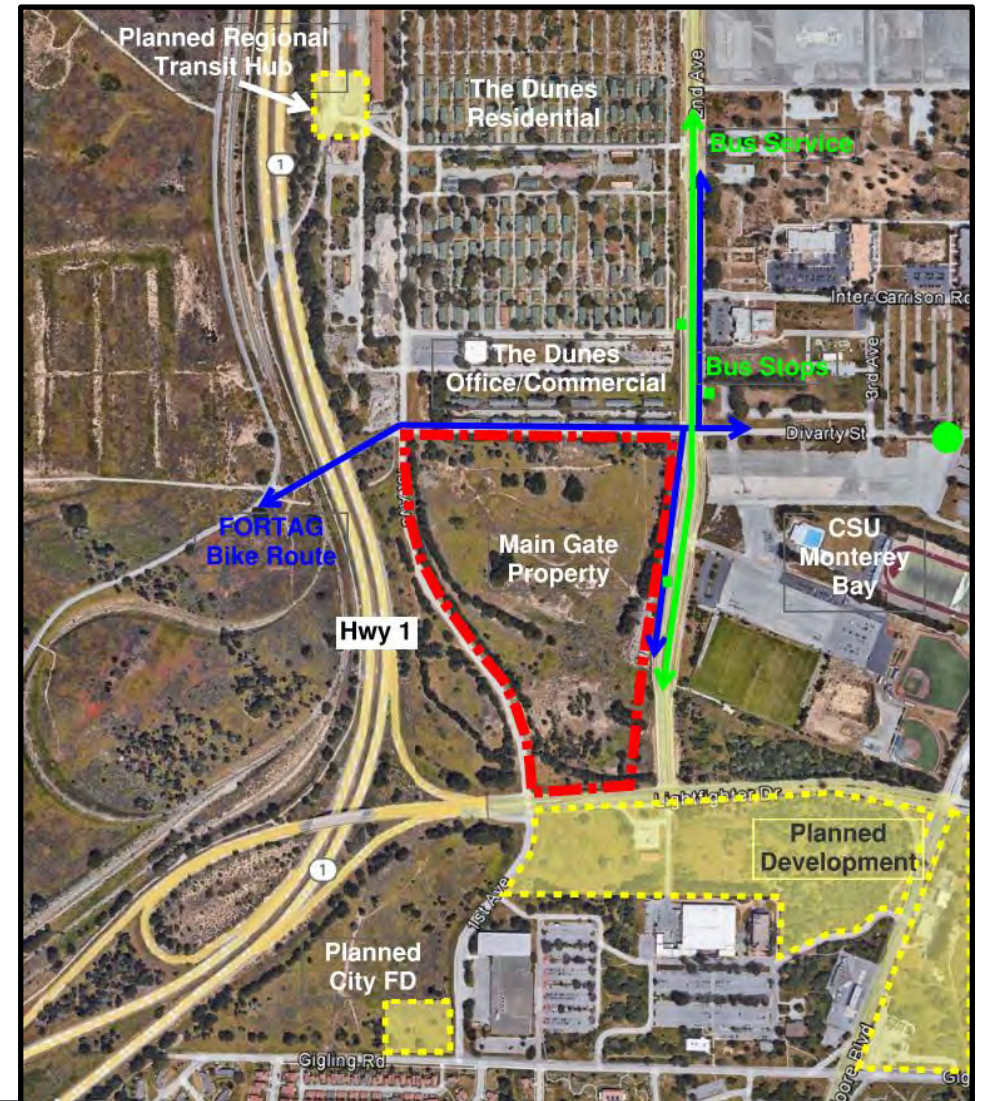 Planned Regional
Transit Hub
The Dunes
Residential
2nd Ave
Bus Service
1
Inter-Garrison Rd
The Dunes
Office/Commercial
Bus Stops
3rd Ave
Divarty St
FORTAG
Bike Route
Main Gate
Property
CSU
Monterey
Bay
Hwy 1
Lightfighter Dr
Planned
Development
1
1st Ave
Planned
City FD
Gigling Rd